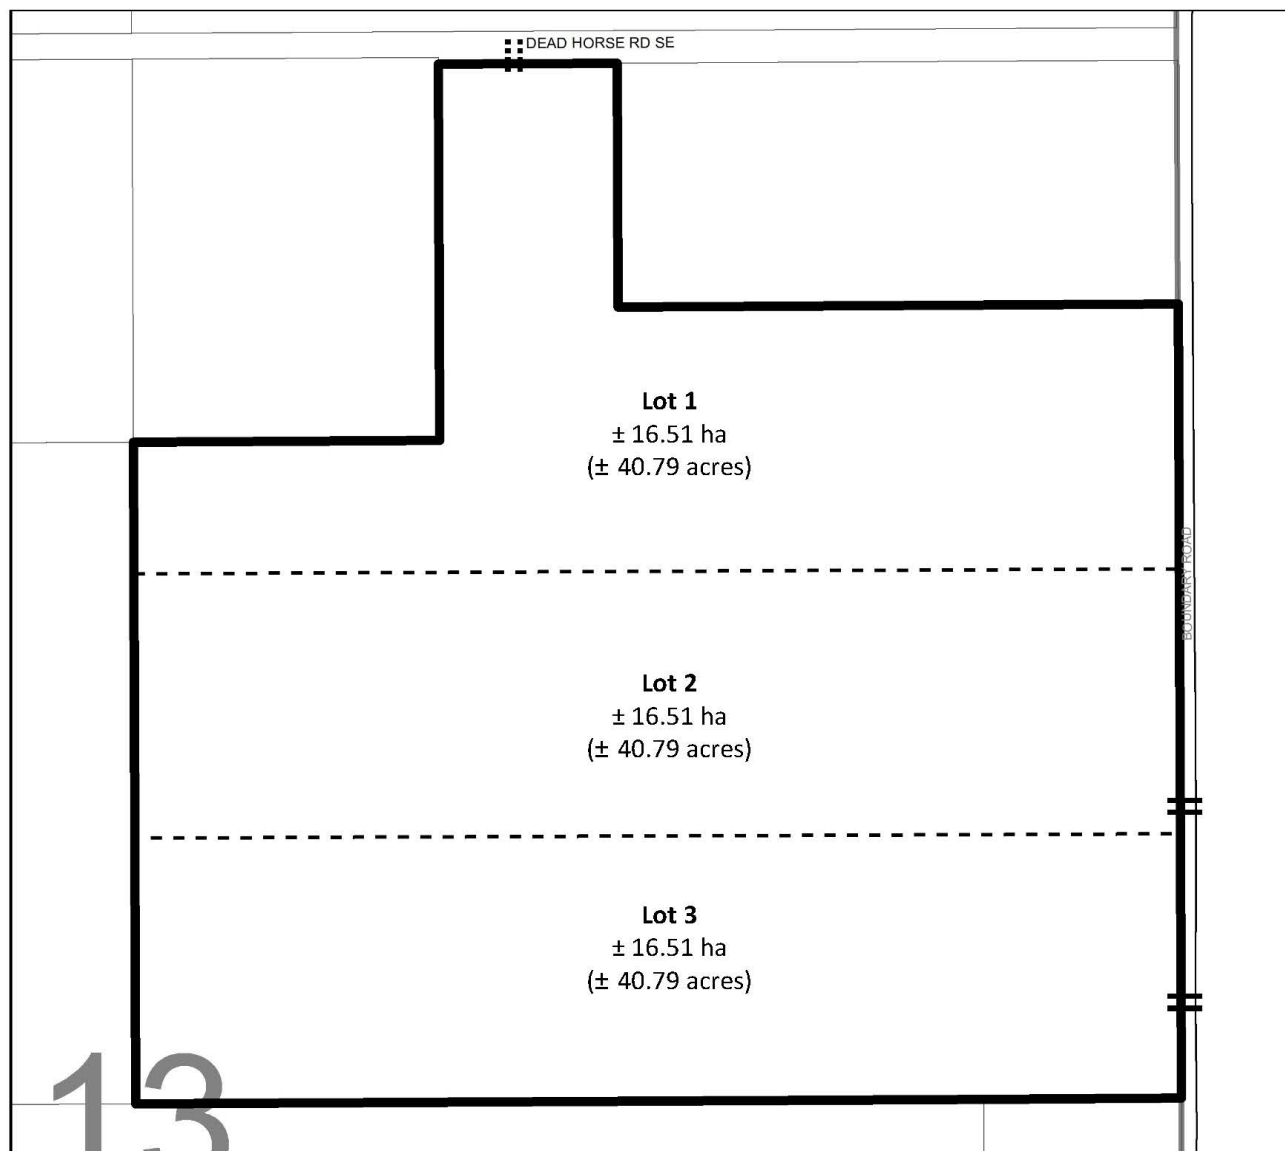 DEAD HORSE RD SE
Lot 1
± 16.51 ha
(± 40.79 acres)
BOUNDARY ROAD
Lot 2
± 16.51 ha
(± 40.79 acres)
Lot 3
± 16.51 ha
(± 40.79 acres)
13